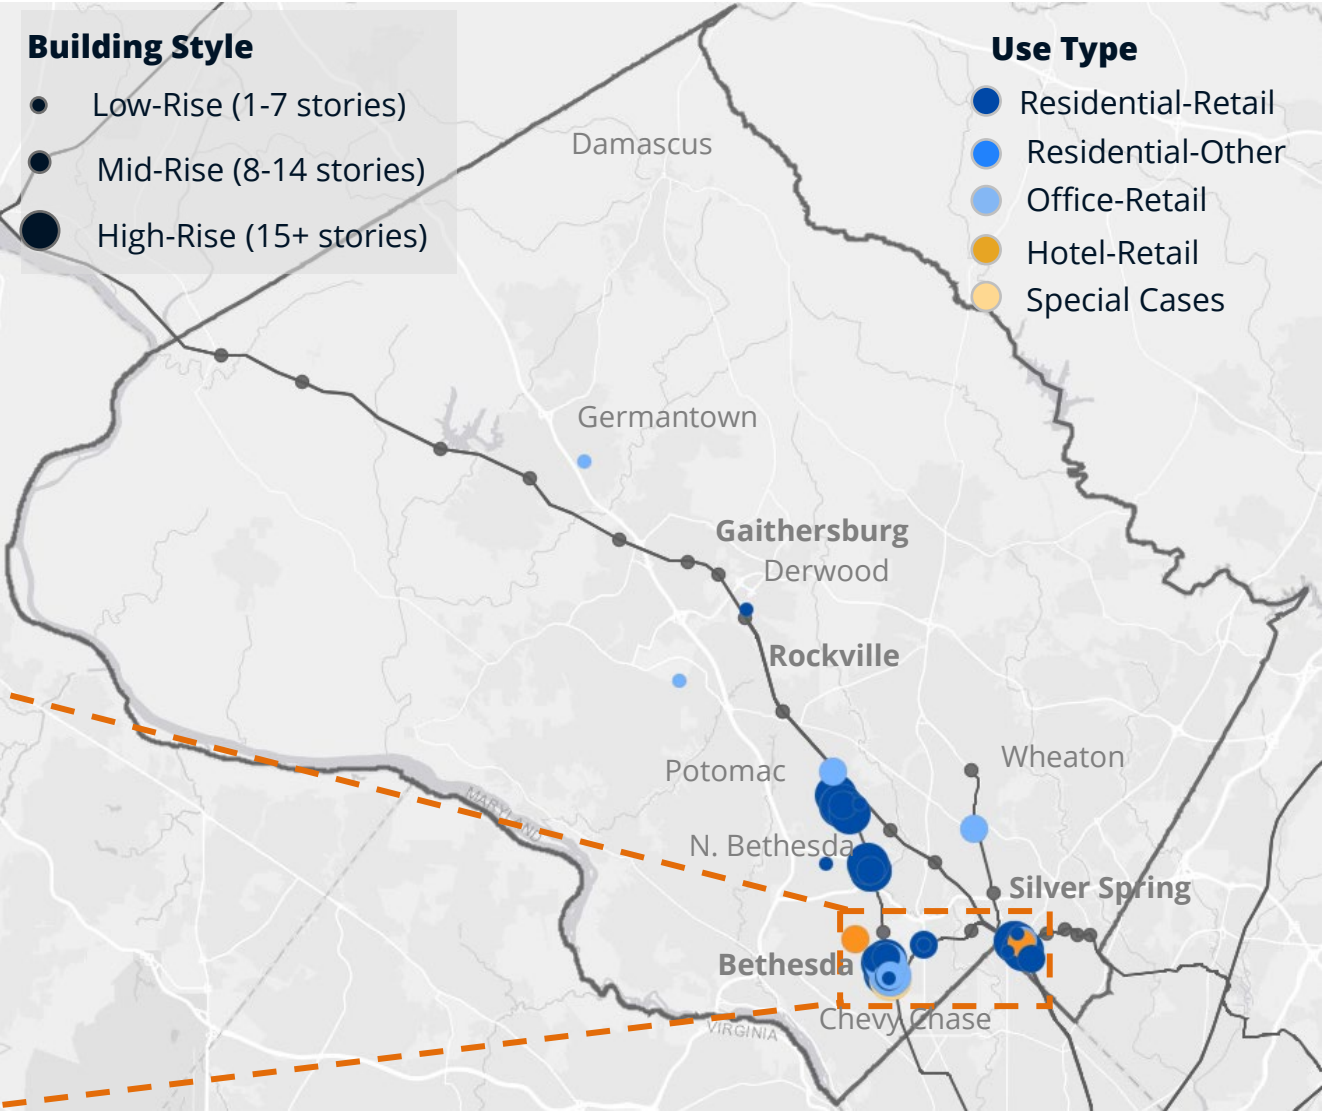 Building Style
Low-Rise (1-7 stories)
Mid-Rise (8-14 stories)
High-Rise (15+ stories)
Use Type
Residential-Retail
Residential-Other
Office-Retail
Hotel-Retail
Special Cases
Damascus
Germantown
Gaithersburg
Derwood
Rockville
Wheaton
Potomac
MARYLAND
N. Bethesda
Silver Spring
Bethesda
Chevy Chase
VIRGINIA